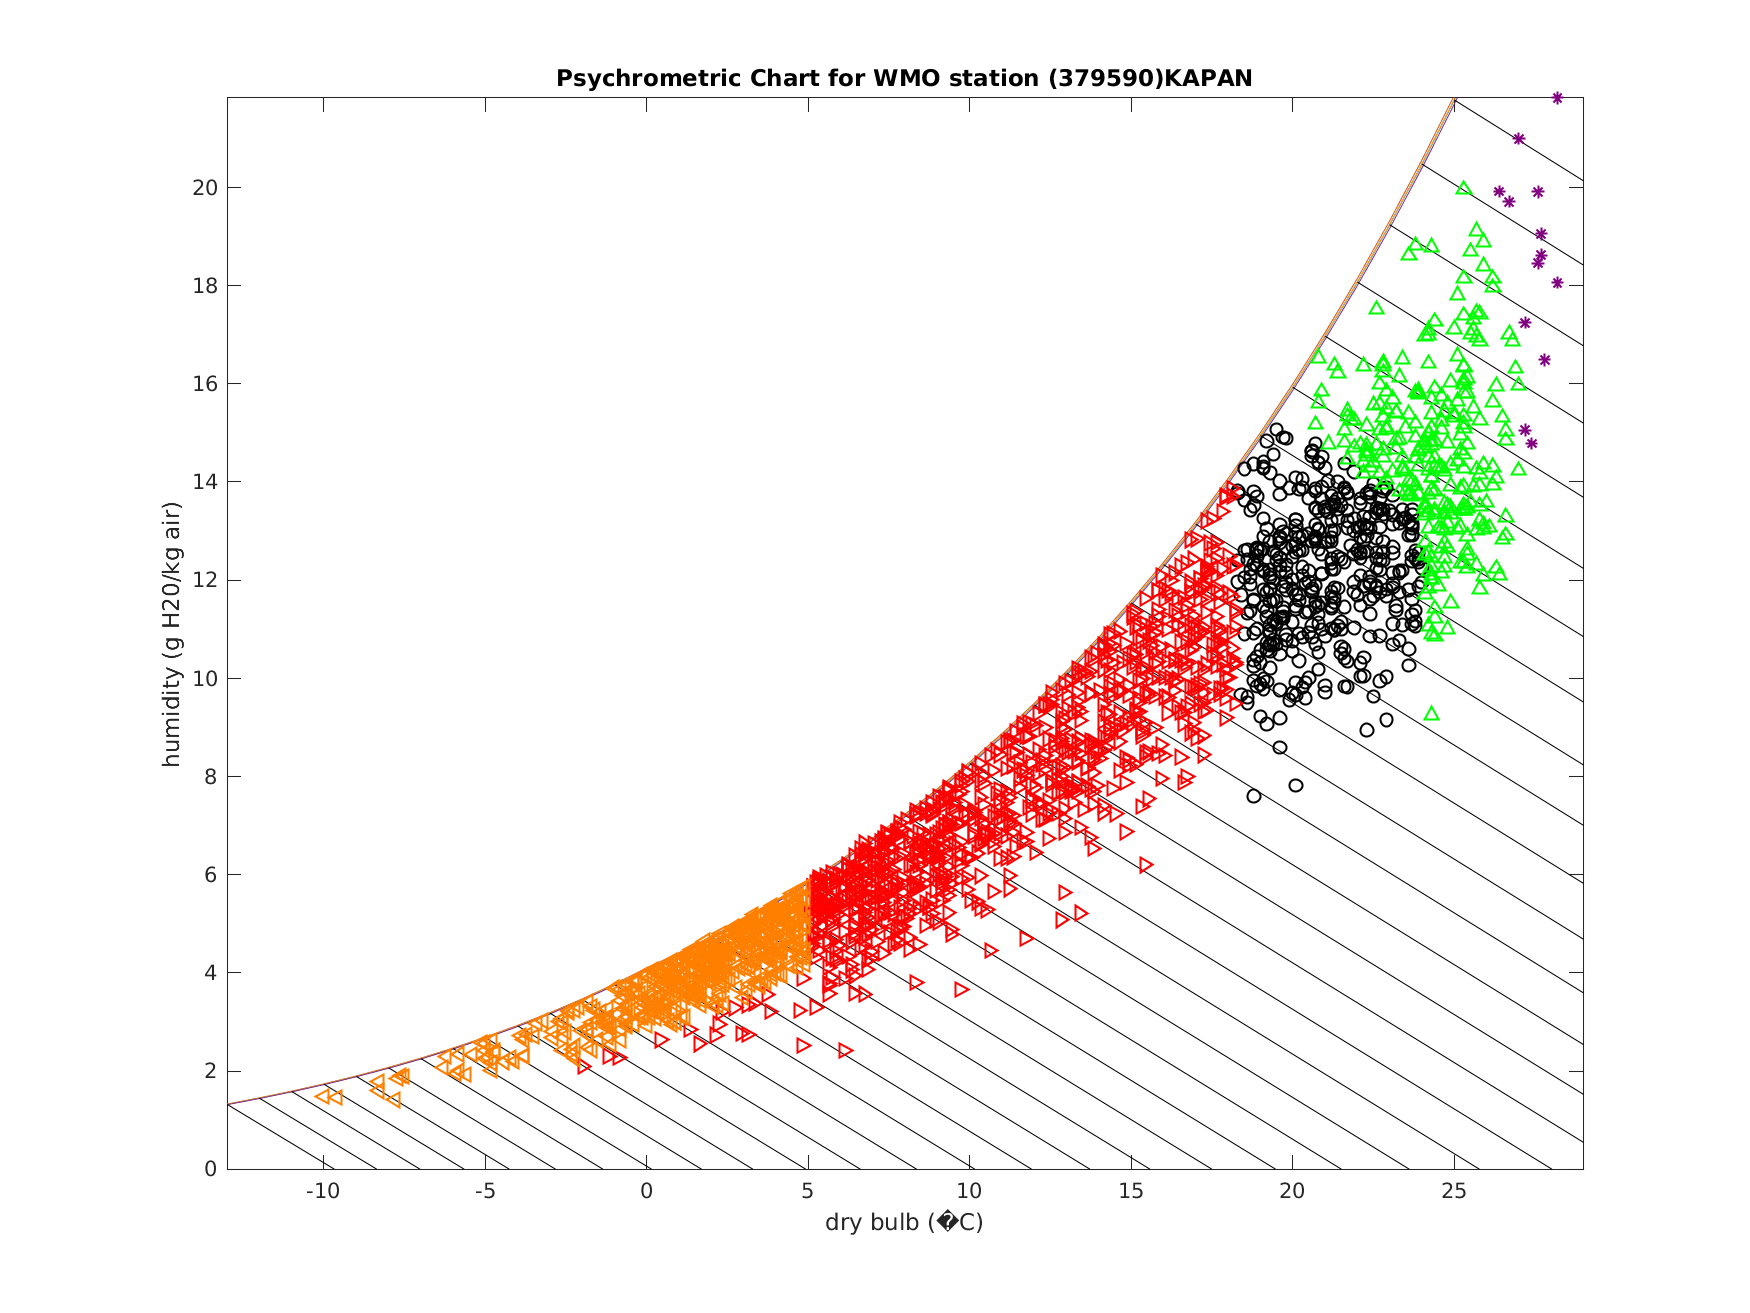 Psychrometric Chart for WMO station (379590)KAPAN
humidity (g H20/kg air)
20
18
16
14
12
10
8
6
4
2
0
-10 -5 0 5 10 15 20 25
dry bulb (�C)